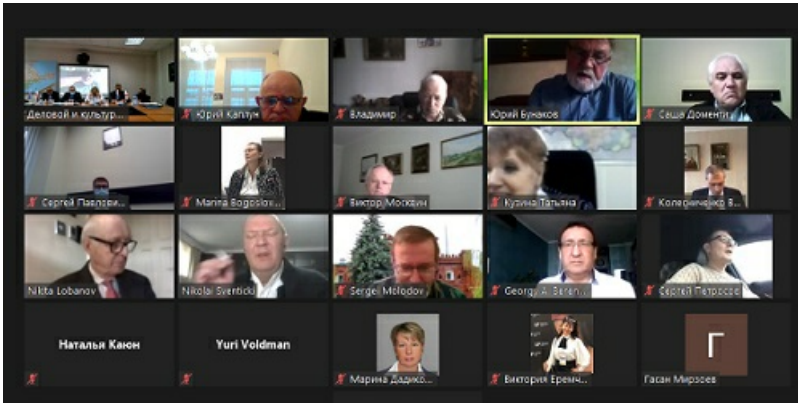 Деловой и культур...
Юрий Каплун
Владимир
Юрий Бунаков
Саша Доменти
Сергей Павлови...
Marina Bogoslov...
Виктор Москвин
Кузина Татьяна
Колесниченко В...
Nikita Lobanov
Nikolai Sventicki
Sergei Molodov
Georgy A. Beren...
Сергей Петросов
Наталья Каюн
Yuri Voldman
Марина Дадико...
Виктория Еремч...
Г
Гасан Мирзоев